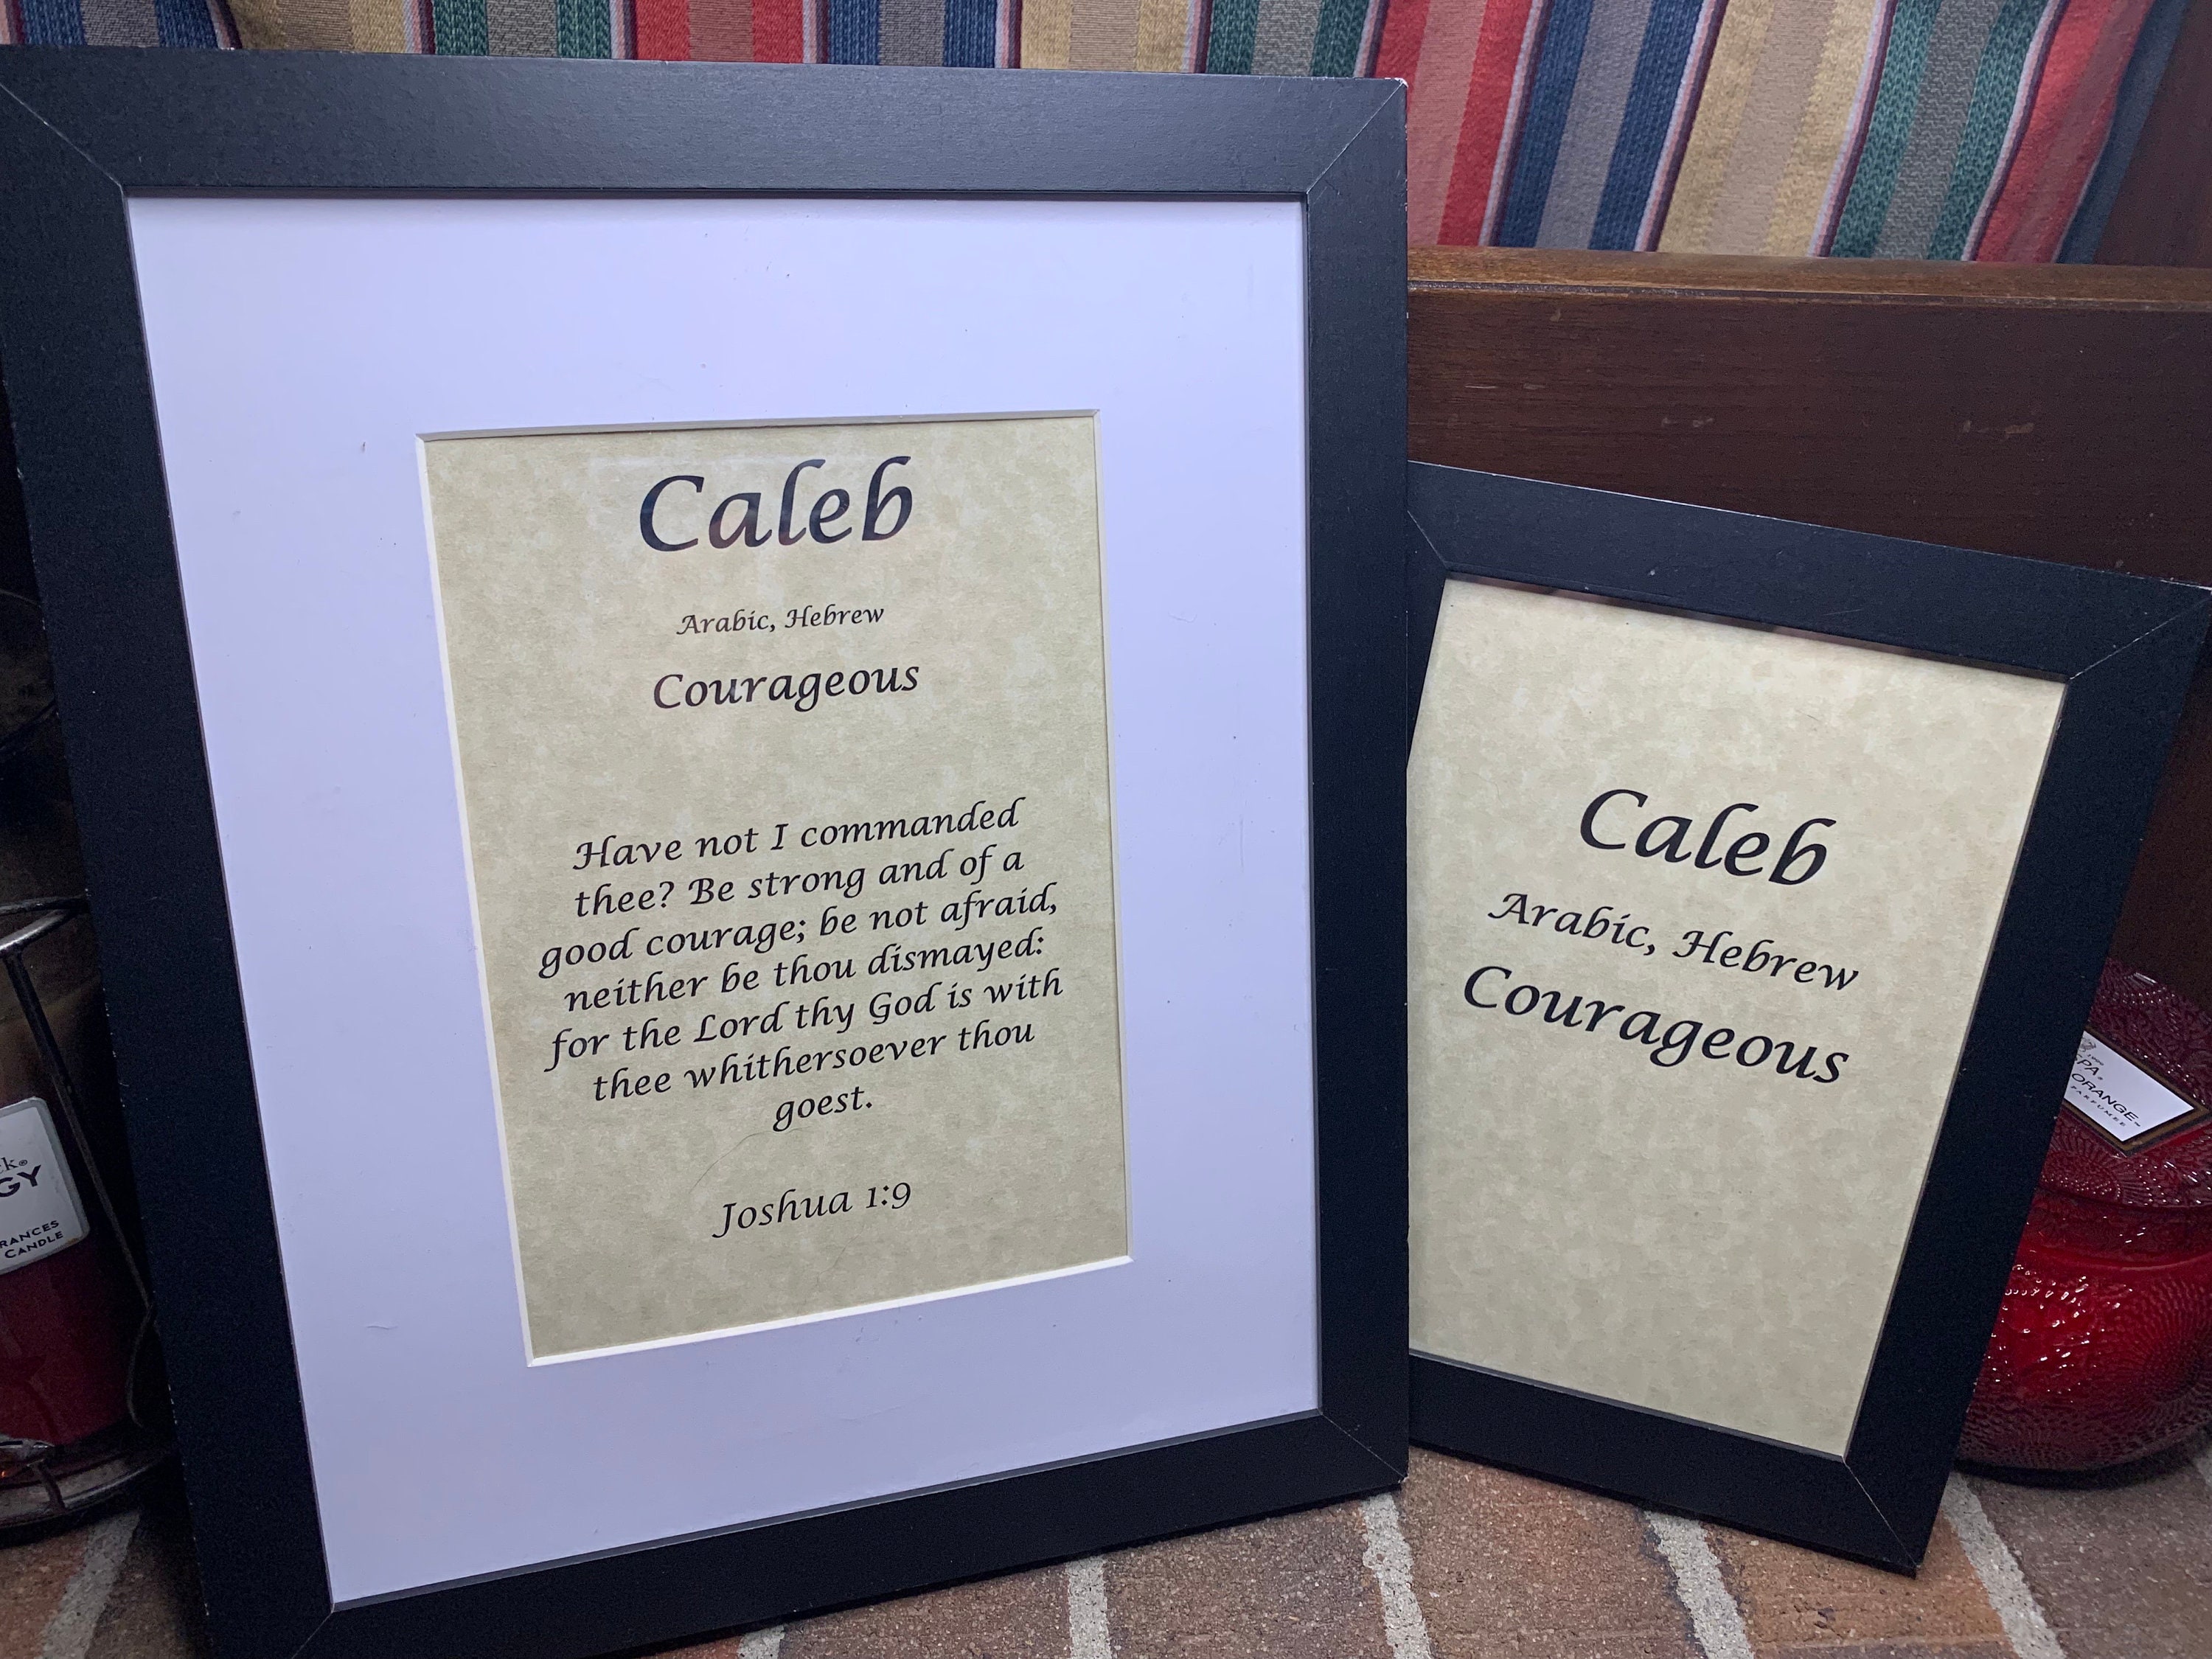 Caleb
Arabic, Hebrew
Courageous
Have not I commanded
thee? Be strong and of a
good courage; be not afraid,
neither be thou dismayed:
for the Lord thy God is with
thee whithersoever thou
goest.
Joshua 1:9
Caleb
Arabic, Hebrew
Courageous
ORANGE
CANDLE